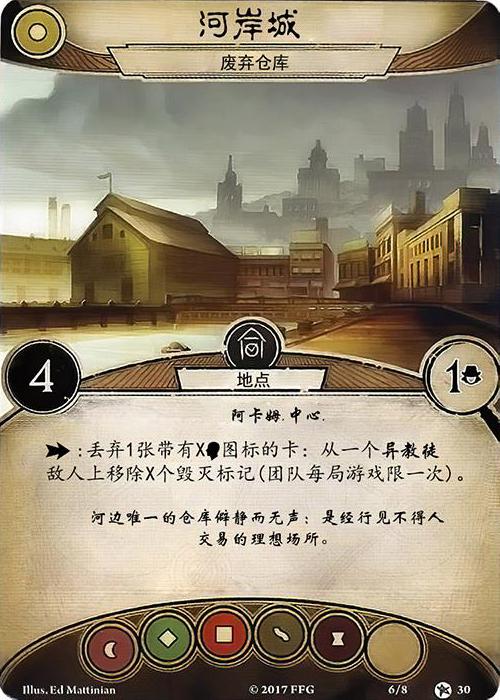 河岸城
废弃仓库
4
1
地点
阿卡姆.中心.
:丢弃1张带有X图标的卡：从一个异教徒
敌人上移除X个毁灭标记(团队每局游戏限一次)。
河边唯一的仓库僻静而无声：是经行见不得人
交易的理想场所。
Illus. Ed Mattinian © 2017 FFG 6/8 30